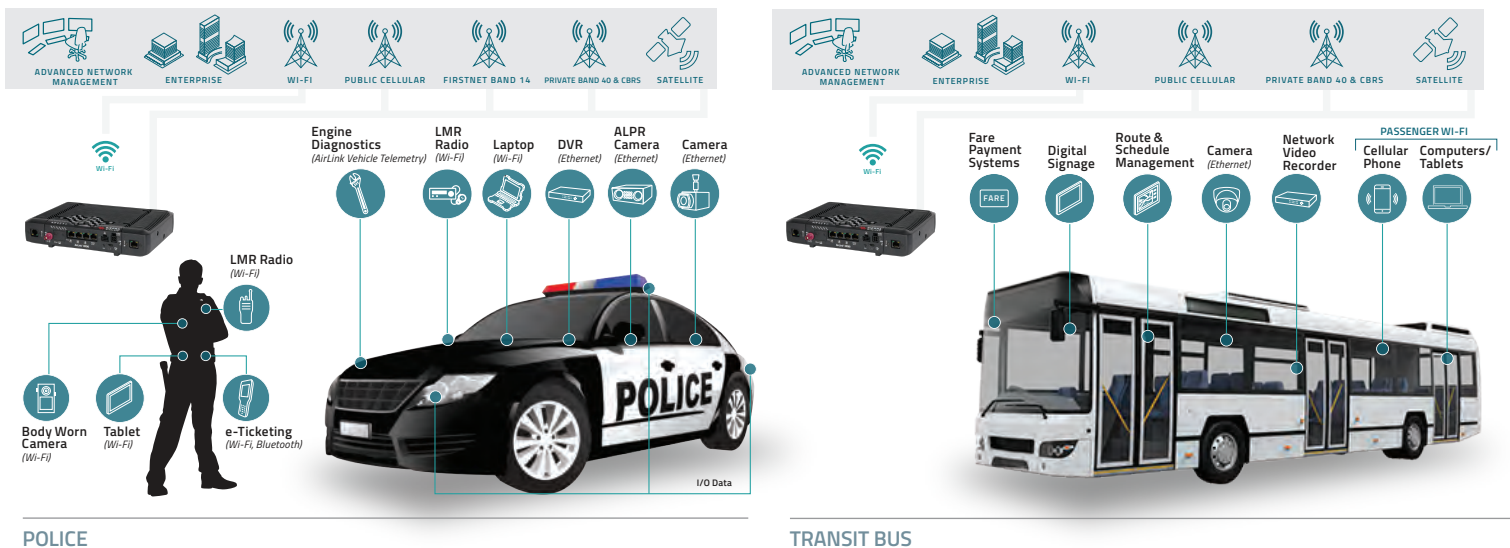 ADVANCED NETWORK
MANAGEMENT
ENTERPRISE
WI-FI
PUBLIC CELLULAR
FIRSTNET BAND 14
PRIVATE BAND 40 & CBRS
SATELLITE
Wi-Fi
Engine
Diagnostics
(AirLink Vehicle Telemetry)
LMR
Radio
(Wi-Fi)
Laptop
(Wi-Fi)
DVR
(Ethernet)
ALPR
Camera
(Ethernet)
Camera
(Ethernet)
LMR Radio
(Wi-Fi)
Body Worn
Camera
(Wi-Fi)
Tablet
(Wi-Fi)
e-Ticketing
(Wi-Fi, Bluetooth)
POLICE
I/O Data
POLICE
ADVANCED NETWORK
MANAGEMENT
ENTERPRISE
WI-FI
PUBLIC CELLULAR
PRIVATE BAND 40 & CBRS
SATELLITE
Wi-Fi
Fare
Payment
Systems
FARE
Digital
Signage
Route &
Schedule
Management
Camera
(Ethernet)
Network
Video
Recorder
PASSENGER WI-FI
Cellular
Phone
Computers/
Tablets
TRANSIT BUS